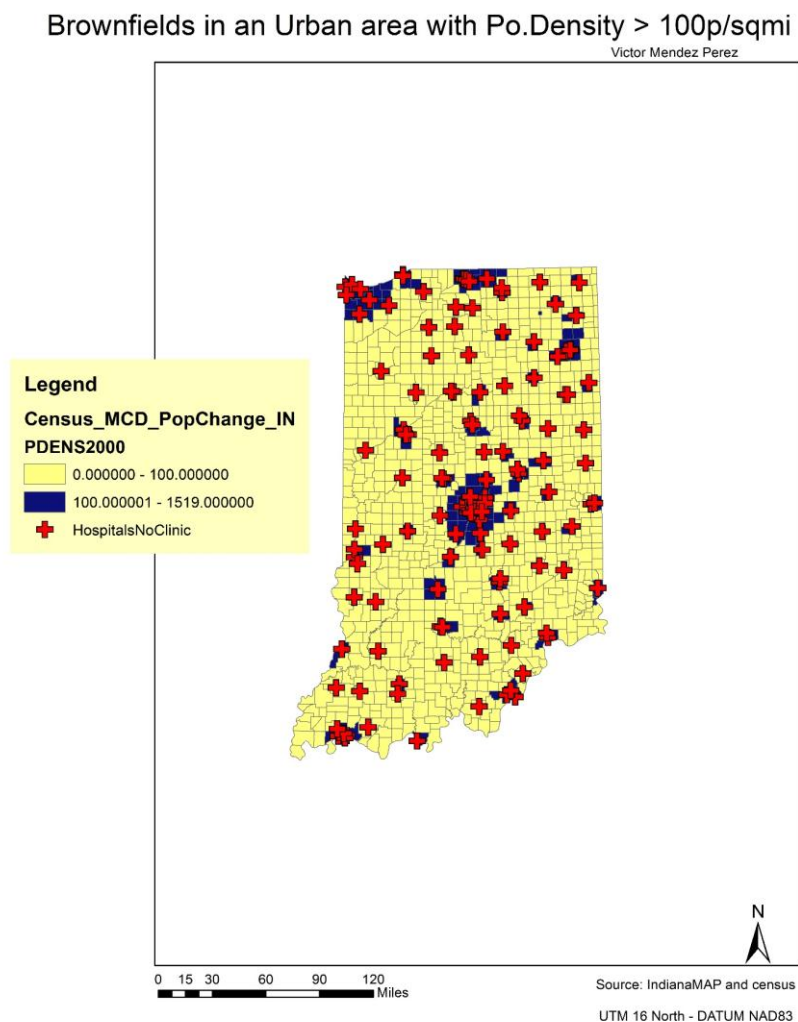 Brownfields in an Urban area with Po.Density > 100p/sqmi
Victor Mendez Perez
Legend
Census_MCD_PopChange_IN
PDENS2000
0.000000 - 100.000000
100.000001 - 1519.000000
HospitalsNoClinic
N
0 15 30 60 90 120
Miles
Source: IndianaMAP and census
UTM 16 North - DATUM NAD83